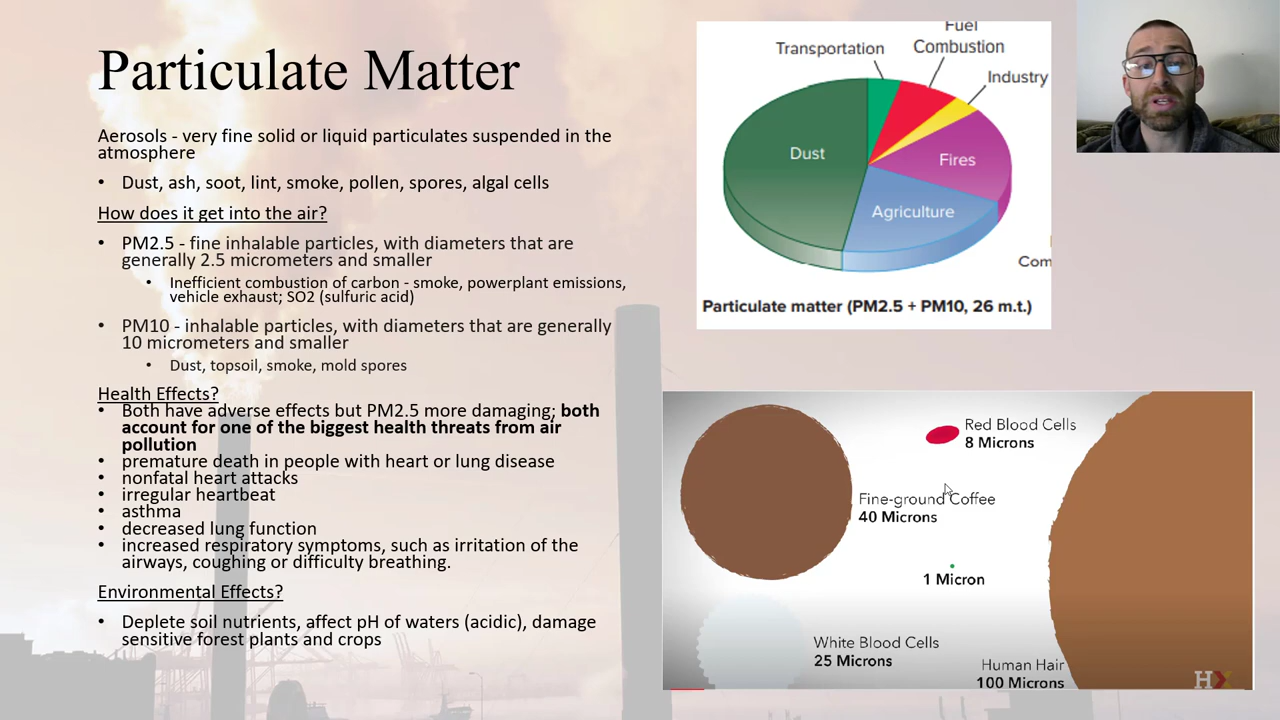 Particulate Matter
Aerosols - very fine solid or liquid particulates suspended in the
atmosphere
• Dust, ash, soot, lint, smoke, pollen, spores, algal cells
How does it get into the air?
• PM2.5 - fine inhalable particles, with diameters that are
generally 2.5 micrometers and smaller
• Inefficient combustion of carbon - smoke, powerplant emissions,
vehicle exhaust; SO2 (sulfuric acid)
• PM10 - inhalable particles, with diameters that are generally
10 micrometers and smaller
• Dust, topsoil, smoke, mold spores
Health Effects?
• Both have adverse effects but PM2.5 more damaging; both
account for one of the biggest health threats from air
pollution
• premature death in people with heart or lung disease
• nonfatal heart attacks
• irregular heartbeat
• asthma
• decreased lung function
• increased respiratory symptoms, such as irritation of the
airways, coughing or difficulty breathing.
Environmental Effects?
• Deplete soil nutrients, affect pH of waters (acidic), damage
sensitive forest plants and crops
Fuel
Combustion
Transportation
Industry
Dust
Fires
Agriculture
Com
Particulate matter (PM2.5 + PM10, 26 m.t.)
Red Blood Cells
8 Microns
Fine-ground Coffee
40 Microns
1 Micron
White Blood Cells
25 Microns
Human Hair
100 Microns
HX